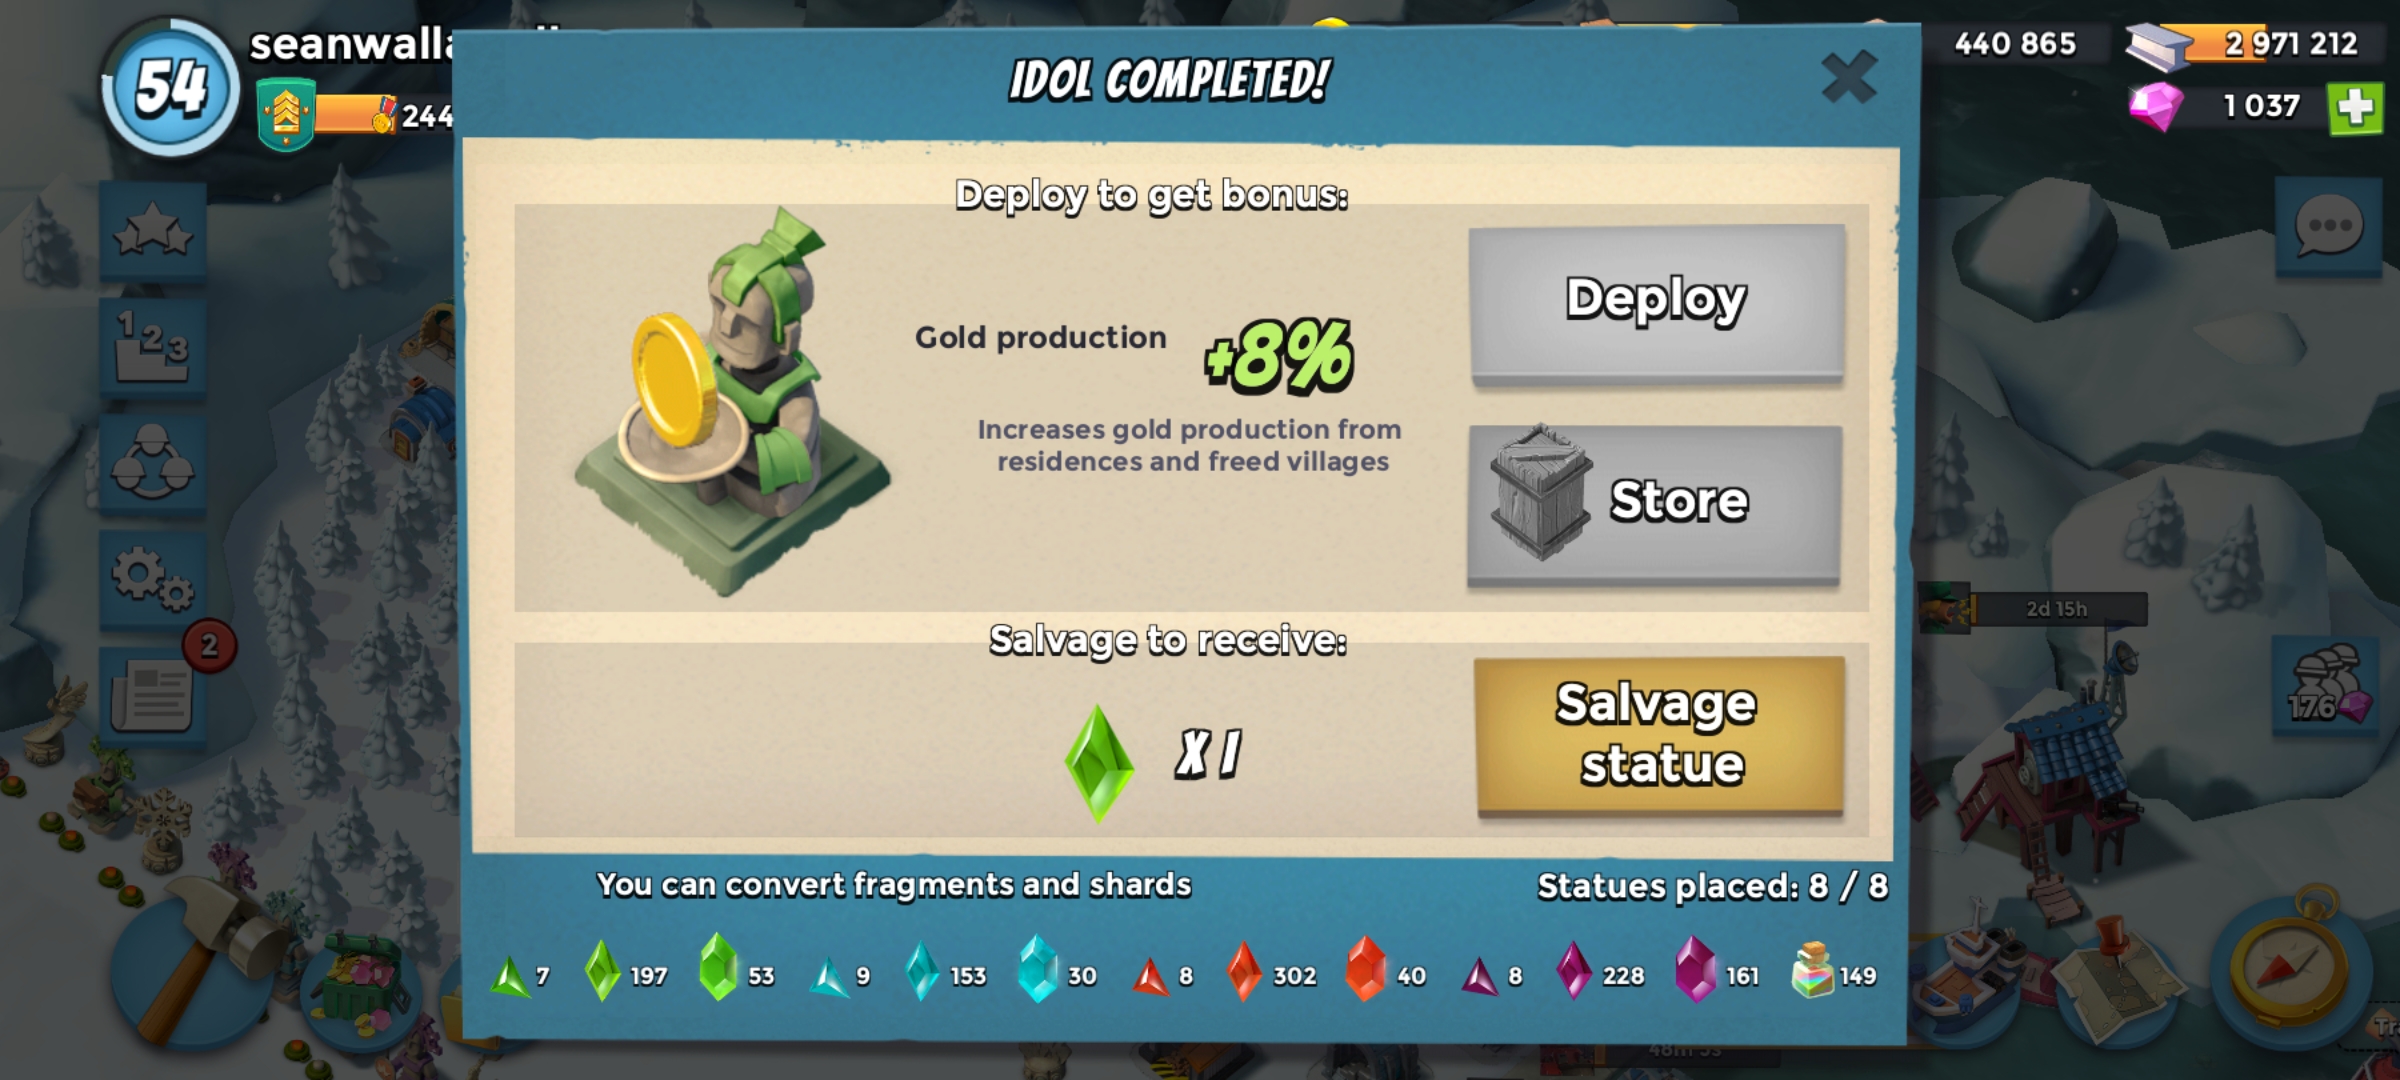 54
IDOL COMPLETED!
440 865
2 971 212
244
1 037
Deploy to get bonus:
Deploy
Gold production
+8%
Increases gold production from
residences and freed villages
Store
1 2 3
2
2d 15h
Salvage to receive:
Salvage
statue
X 1
176
You can convert fragments and shards
Statues placed: 8 / 8
7
197
53
9
153
30
8
302
40
8
228
161
149